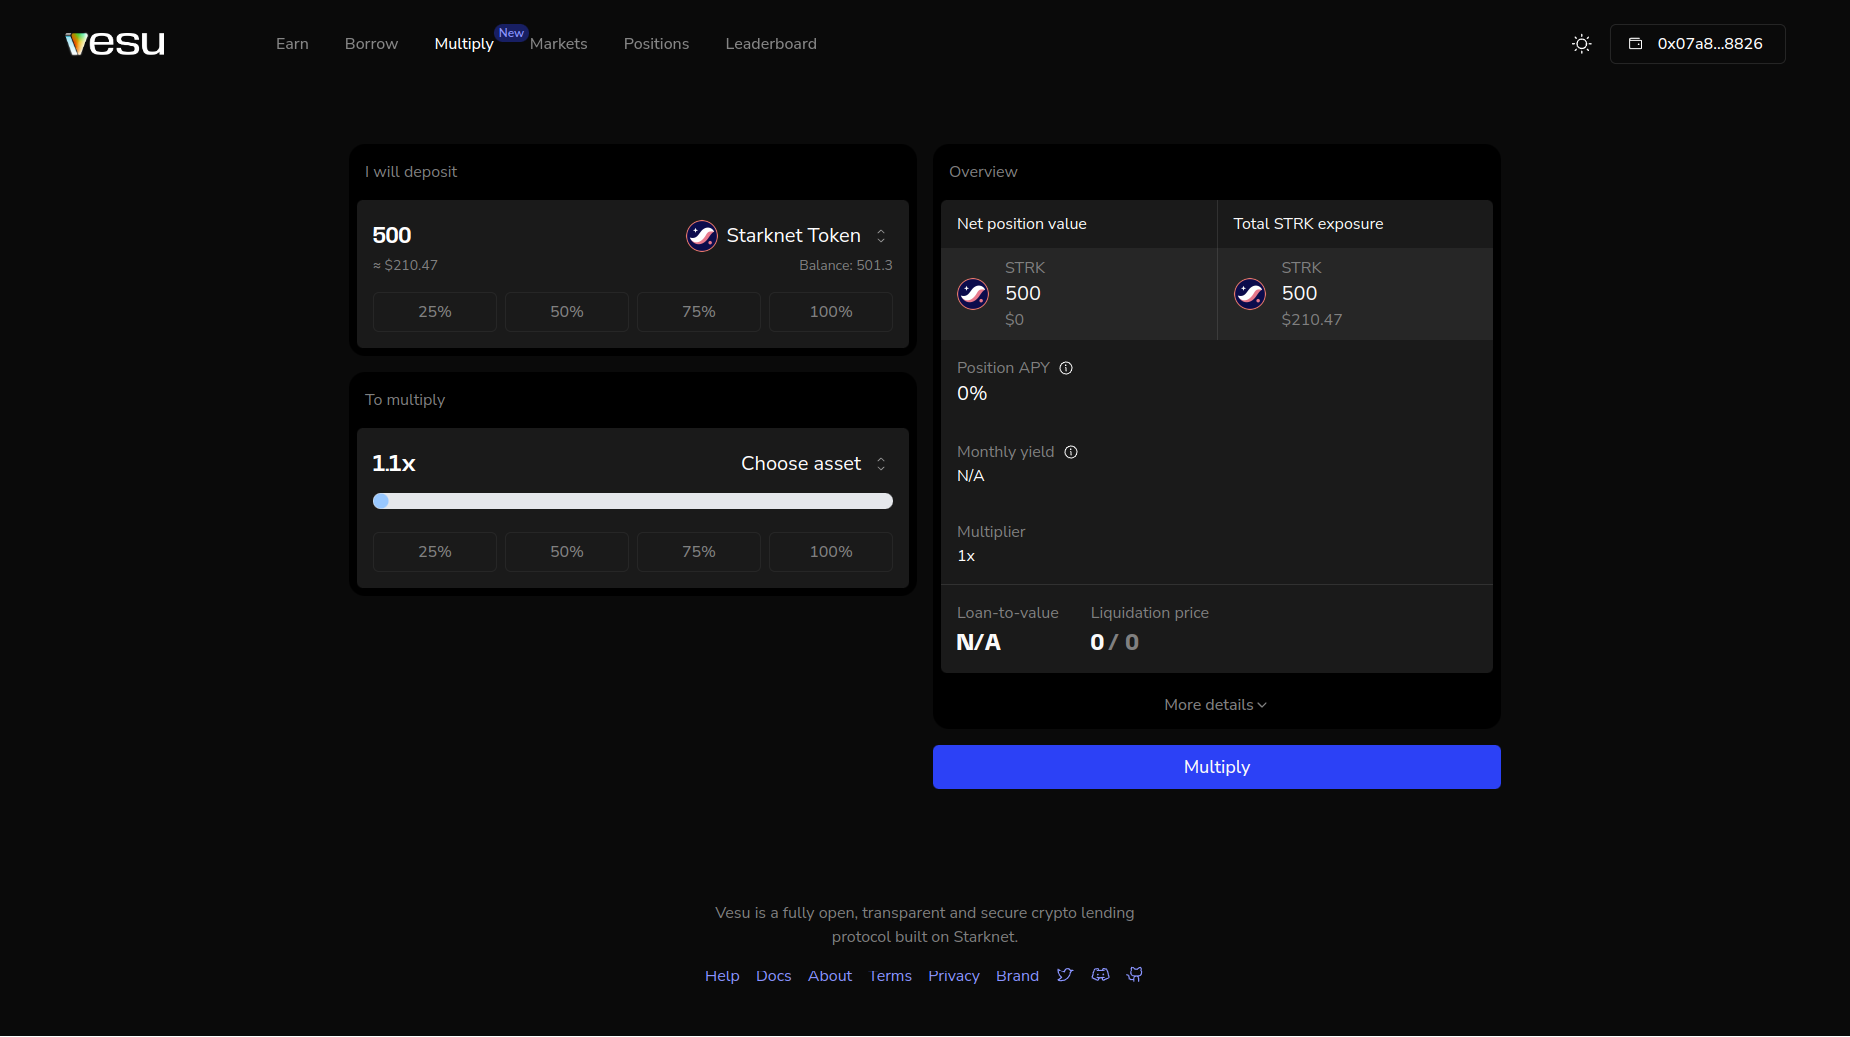 vesu
Earn Borrow Multiply New Markets Positions Leaderboard
0x07a8...8826
I will deposit
500 Starknet Token
≈ $210.47 Balance: 501.3
25% 50% 75% 100%
To multiply
1.1x Choose asset
25% 50% 75% 100%
Overview
Net position value Total STRK exposure
STRK STRK
500 500
$0 $210.47
Position APY
0%
Monthly yield
N/A
Multiplier
1x
Loan-to-value Liquidation price
N/A 0 / 0
More details
Multiply
Vesu is a fully open, transparent and secure crypto lending
protocol built on Starknet.
Help Docs About Terms Privacy Brand